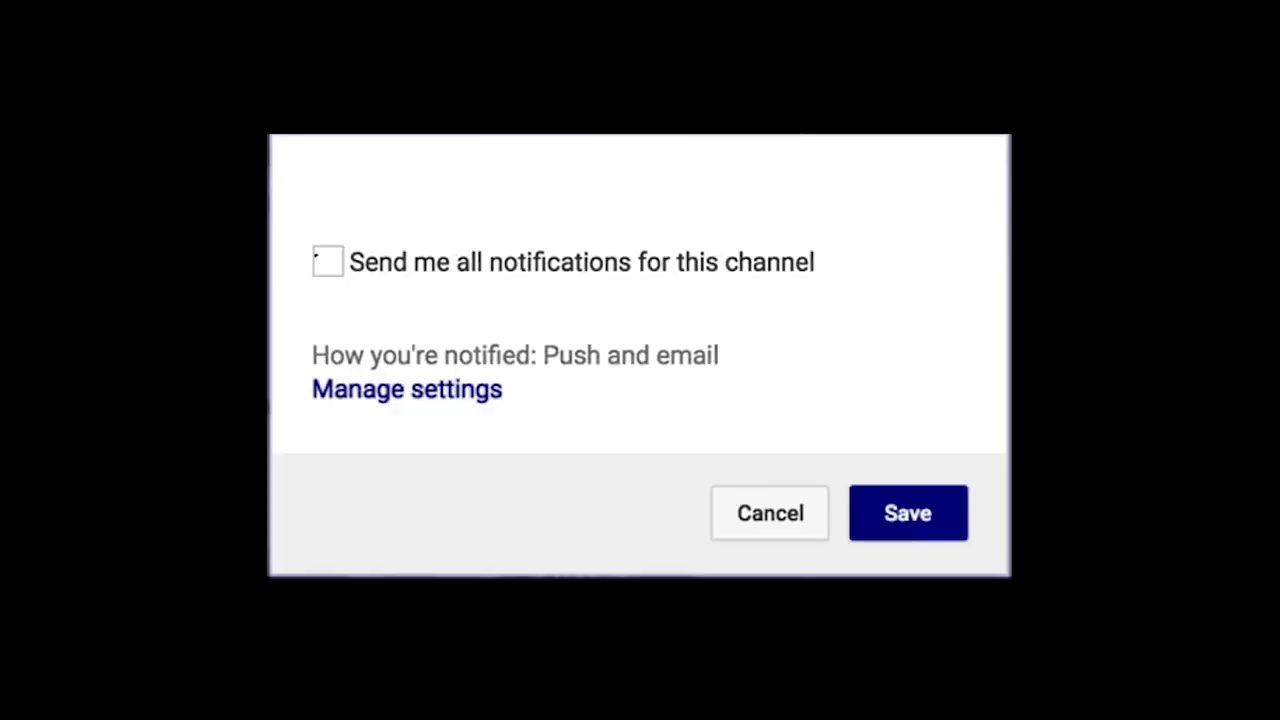 Send me all notifications for this channel
How you're notified: Push and email
Manage settings
Cancel
Save